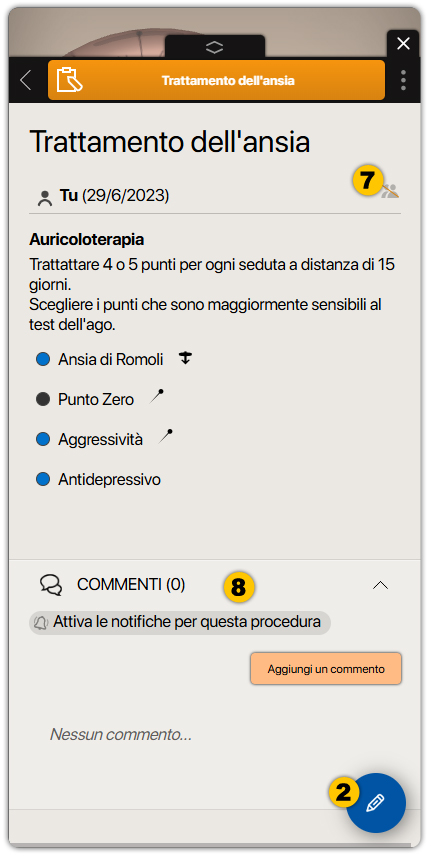 Trattamento dell'ansia
Trattamento dell'ansia
7
Tu (29/6/2023)
Auricoloterapia
Trattattare 4 o 5 punti per ogni seduta a distanza di 15
giorni.
Scegliere i punti che sono maggiormente sensibili al
test dell'ago.
Ansia di Romoli
Punto Zero
Aggressività
Antidepressivo
COMMENTI (0)
8
Attiva le notifiche per questa procedura
Aggiungi un commento
Nessun commento...
2